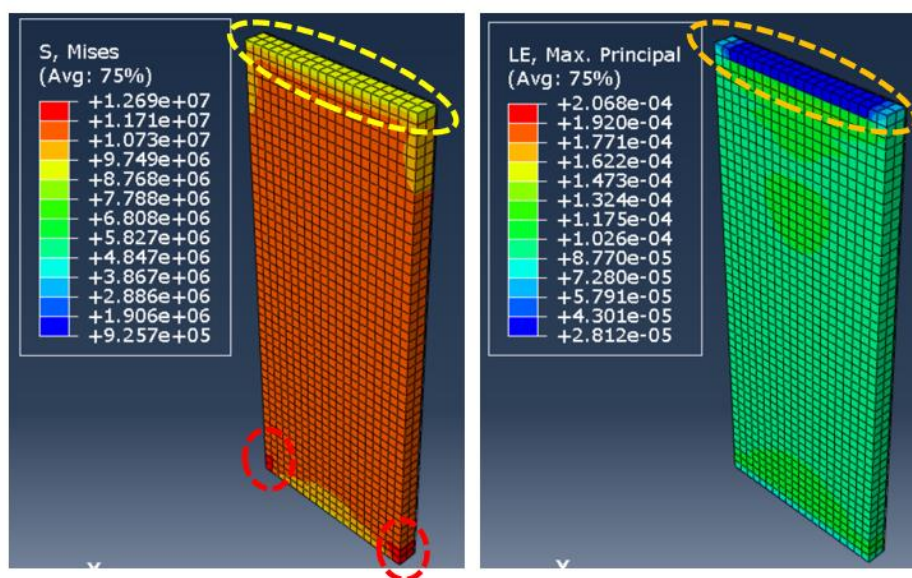 S, Mises
(Avg: 75%)
+1.269e+07
+1.171e+07
+1.073e+07
+9.749e+06
+8.768e+06
+7.788e+06
+6.808e+06
+5.827e+06
+4.847e+06
+3.867e+06
+2.886e+06
+1.906e+06
+9.257e+05
LE, Max. Principal
(Avg: 75%)
+2.068e-04
+1.920e-04
+1.771e-04
+1.622e-04
+1.473e-04
+1.324e-04
+1.175e-04
+1.026e-04
+8.770e-05
+7.280e-05
+5.791e-05
+4.301e-05
+2.812e-05